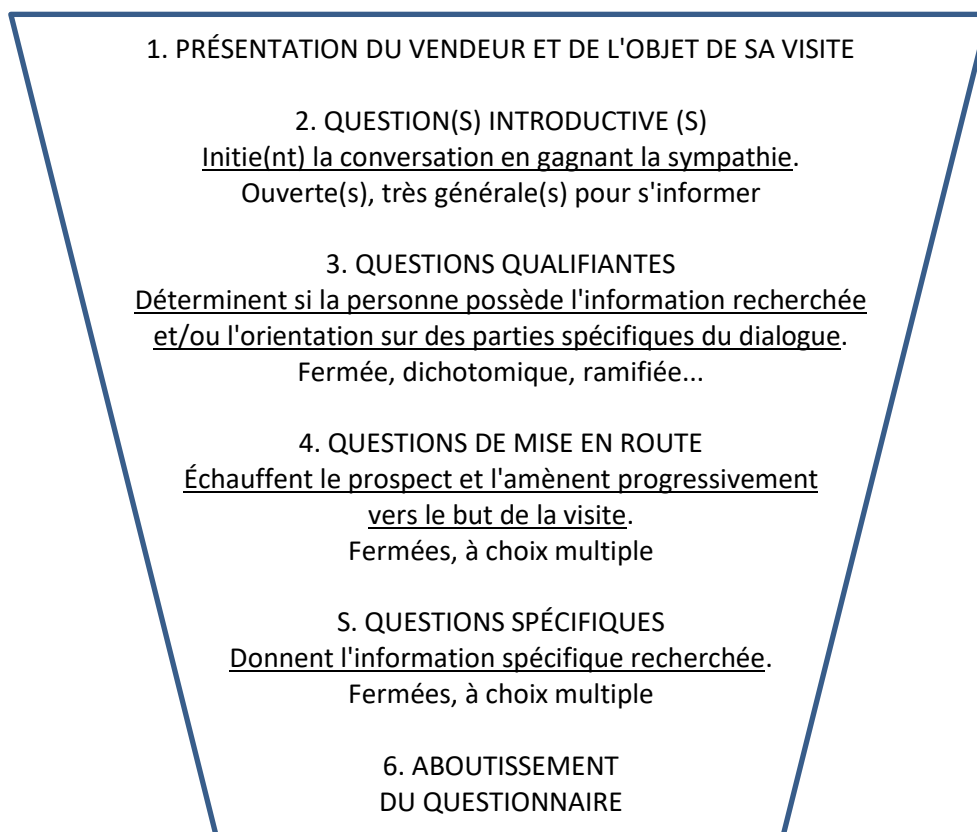 1. PRÉSENTATION DU VENDEUR ET DE L'OBJET DE SA VISITE
2. QUESTION(S) INTRODUCTIVE (S)
Initie(nt) la conversation en gagnant la sympathie.
Ouverte(s), très générale(s) pour s'informer
3. QUESTIONS QUALIFIANTES
Déterminent si la personne possède l'information recherchée
et/ou l'orientation sur des parties spécifiques du dialogue.
Fermée, dichotomique, ramifiée...
4. QUESTIONS DE MISE EN ROUTE
Échauffent le prospect et l'amènent progressivement
vers le but de la visite.
Fermées, à choix multiple
S. QUESTIONS SPÉCIFIQUES
Donnent l'information spécifique recherchée.
Fermées, à choix multiple
6. ABOUTISSEMENT
DU QUESTIONNAIRE